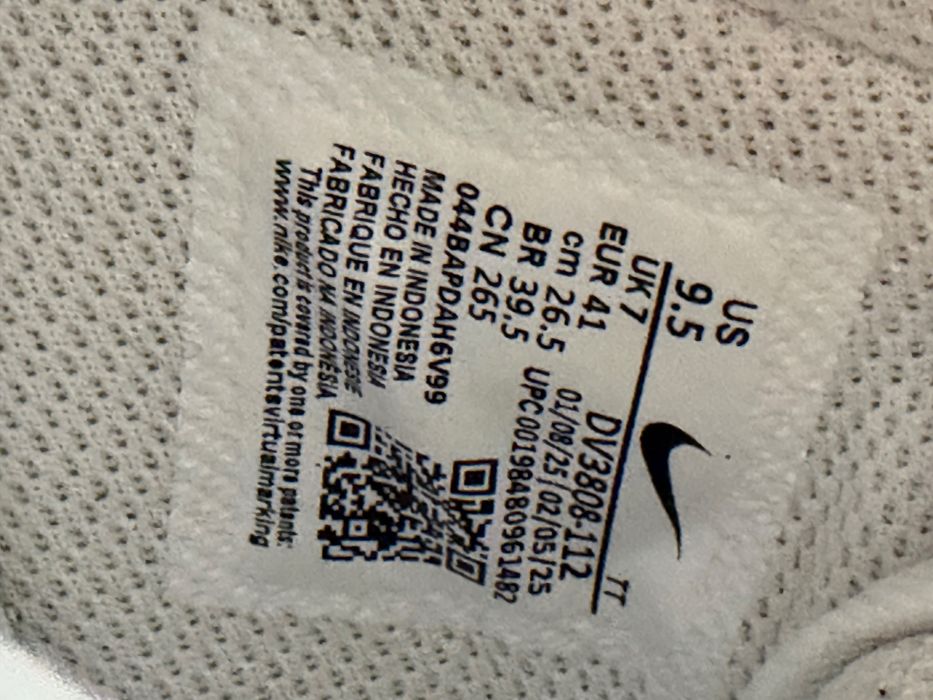 US
9.5
UK 7
EUR 41
cm 26.5
BR 39,5
CN 265
TT
DV3808-112
01/08/25 02/05/25
UPC00198480961482
044BAPDAH6V99
MADE IN INDONESIA
HECHO EN INDONESIA
FABRIQUE EN INDONESIE
FABRICADO NA INDONÉSIA
This product is covered by one or more patents:
www.nike.com/patentsvirtualmarking